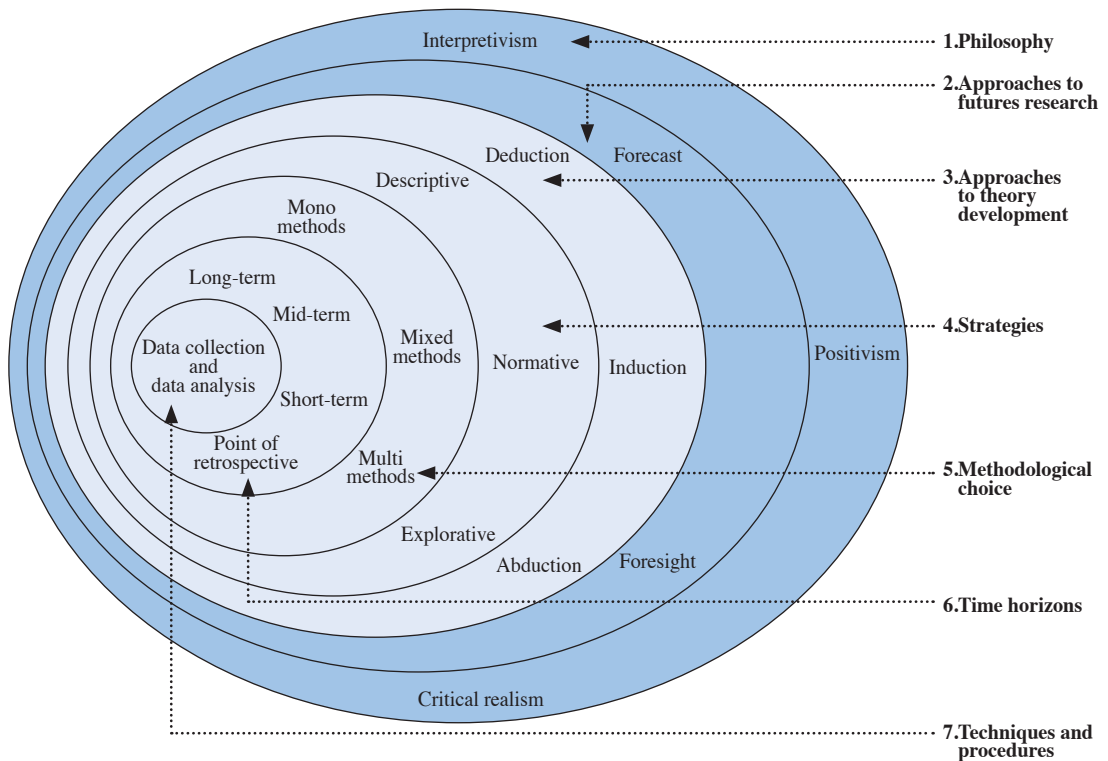 Interpretivism
1.Philosophy
2.Approaches to
futures research
Deduction
Forecast
3.Approaches
to theory
development
Descriptive
Mono
methods
Long-term
Mid-term
4.Strategies
Data collection
and
data analysis
Mixed
methods
Normative
Induction
Positivism
Short-term
Point of
retrospective
Multi
methods
5.Methodological
choice
Explorative
Abduction
Foresight
6.Time horizons
Critical realism
7.Techniques and
procedures